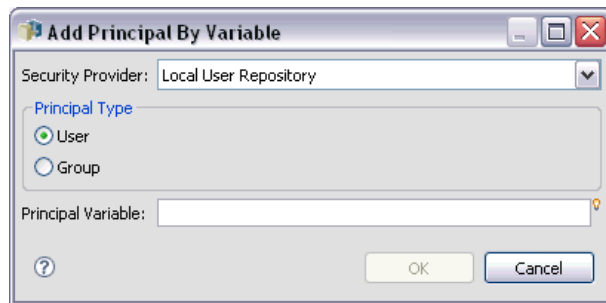 Add Principal By Variable
Security Provider: Local User Repository
Principal Type
User
Group
Principal Variable:
?
OK Cancel